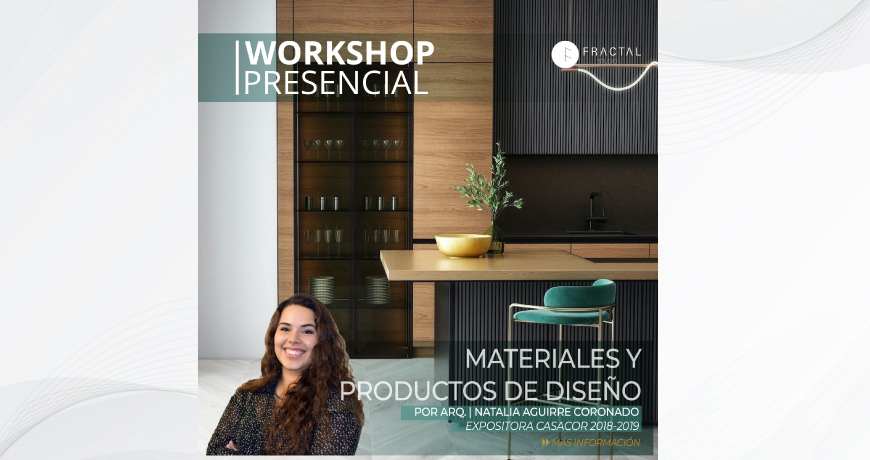 WORKSHOP
PRESENCIAL
FRACTAL
MATERIALES Y
PRODUCTOS DE DISEÑO
POR ARQ. | NATALIA AGUIRRE CORONADO
EXPOSITORA CASACOR 2018-2019
MÁS INFORMACIÓN